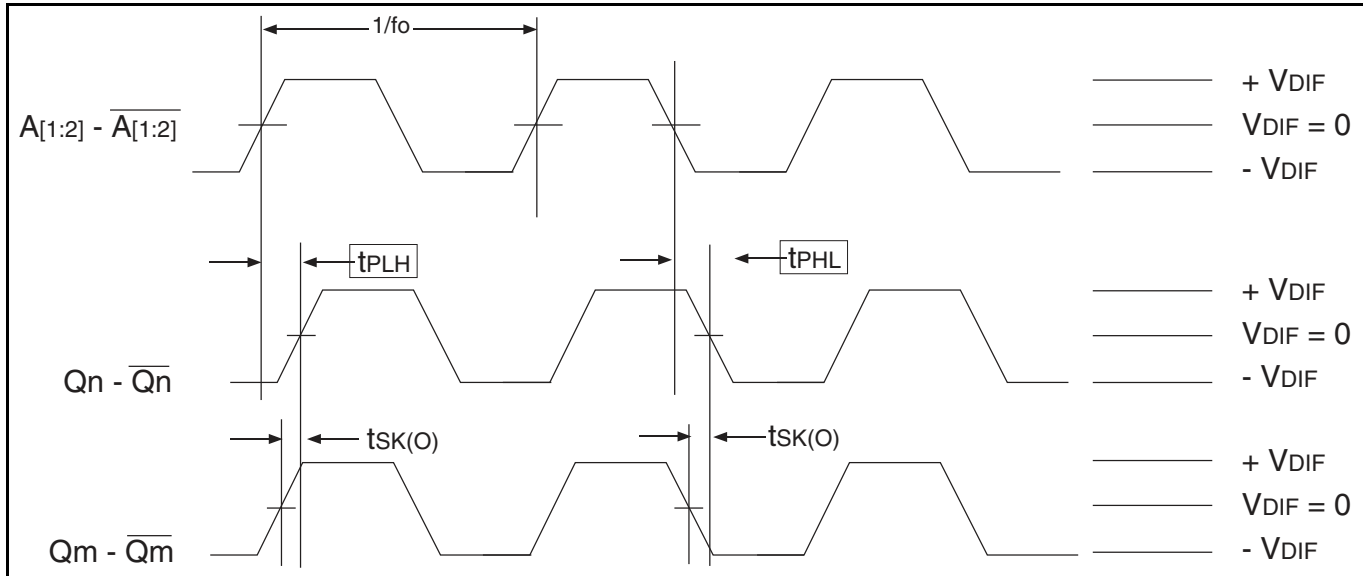 1/fo
A[1:2] - A[1:2]
+ VDIF
VDIF = 0
- VDIF
tPLH
tPHL
Qn - Qn
+ VDIF
VDIF = 0
- VDIF
tSK(O)
tSK(O)
Qm - Qm
+ VDIF
VDIF = 0
- VDIF